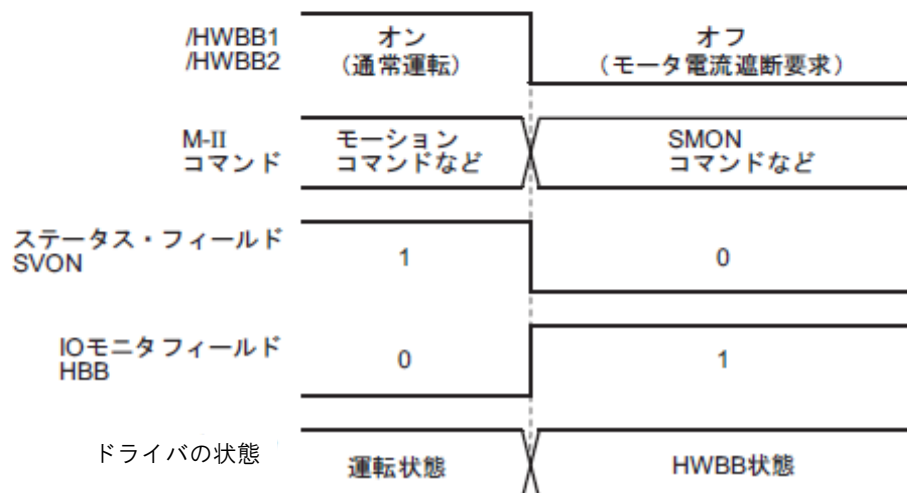 /HWBB1
/HWBB2
オン
(通常運転)
オフ
(モータ電流遮断要求)
M-II
コマンド
モーション
コマンドなど
SMON
コマンドなど
ステータス・フィールド
SVON
1
0
IOモニタフィールド
HBB
0
1
ドライバの状態
運転状態
HWBB状態